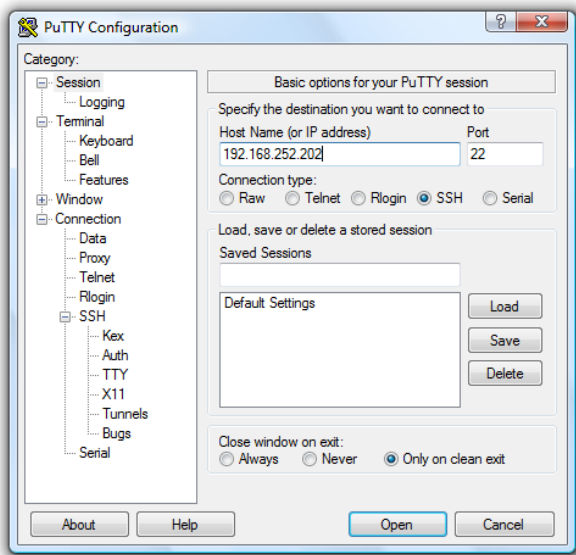 PuTTY Configuration
Category:
Session
Logging
Terminal
Keyboard
Bell
Features
Window
Connection
Data
Proxy
Telnet
Rlogin
SSH
Kex
Auth
TTY
X11
Tunnels
Bugs
Serial
Basic options for your PuTTY session
Specify the destination you want to connect to
Host Name (or IP address) Port
192.168.252.202 22
Connection type:
Raw Telnet Rlogin SSH Serial
Load, save or delete a stored session
Saved Sessions
Default Settings
Load
Save
Delete
Close window on exit:
Always Never Only on clean exit
About Help Open Cancel